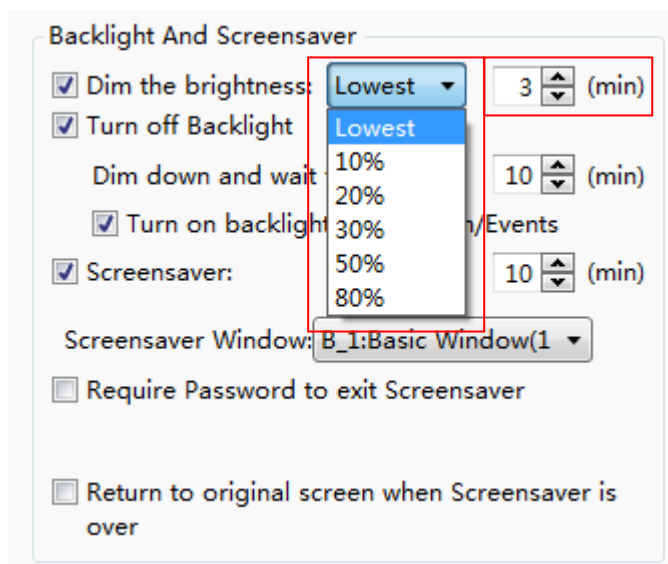 Backlight And Screensaver
Dim the brightness: Lowest 3 (min)
Turn off Backlight
Lowest
10%
Dim down and wait 10 (min)
20%
Turn on backligh /Events
30%
50%
Screensaver: 10 (min)
80%
Screensaver Window: B_1:Basic Window(1
Require Password to exit Screensaver
Return to original screen when Screensaver is
over